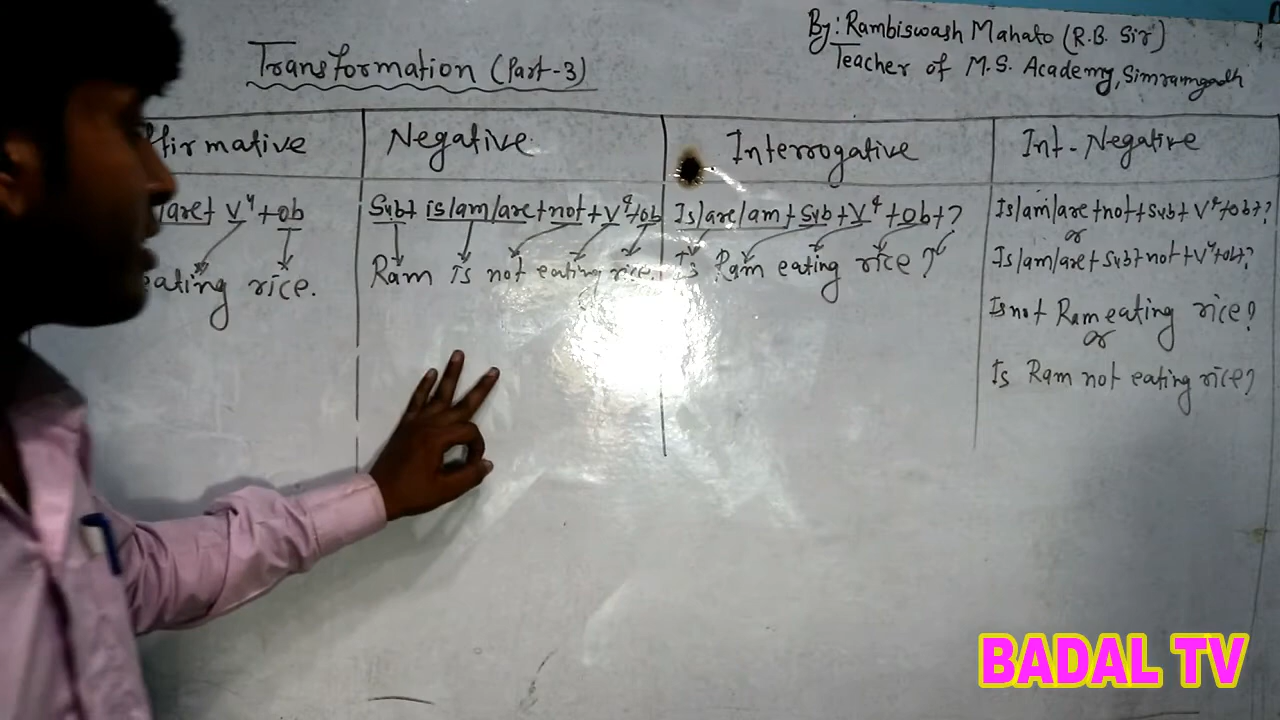 By: Rambiswash Mahato (R.B. Sir)
Teacher of M.S. Academy, Simraungadh
Transformation (Part-3)
ffirmative
Negative
Interrogative
Int-Negative
/are+ V⁴+ob
eating rice.
Sub+ is/am/are+not+V⁴+ob
Ram is not eating rice.
Is/are/am+Sub+V⁴+ob+?
Is Ram eating rice?
Is/am/are+not+Sub+V⁴+ob+?
or
Is/am/are+Sub+not+V⁴+ob+?
Is not Ram eating rice?
or
Is Ram not eating rice?
BADAL TV